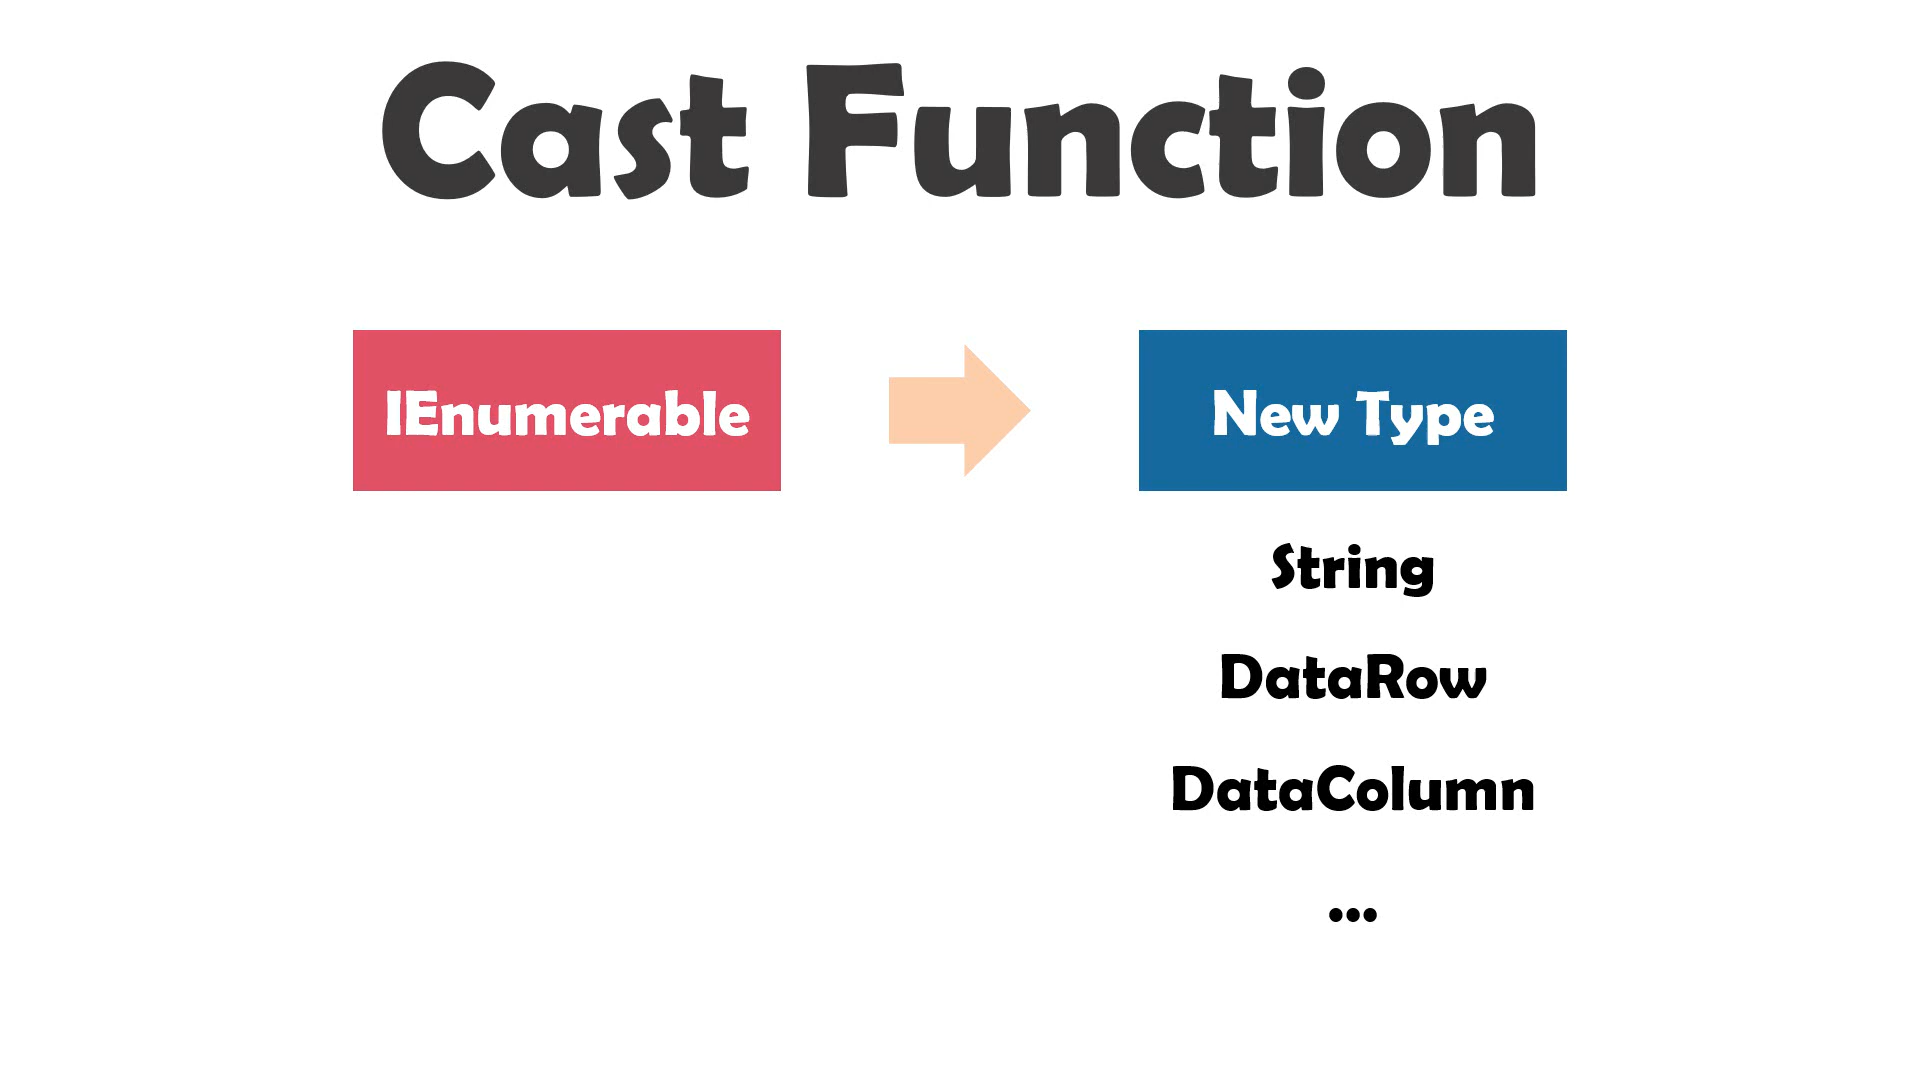 Cast Function
IEnumerable
New Type
String
DataRow
DataColumn
...